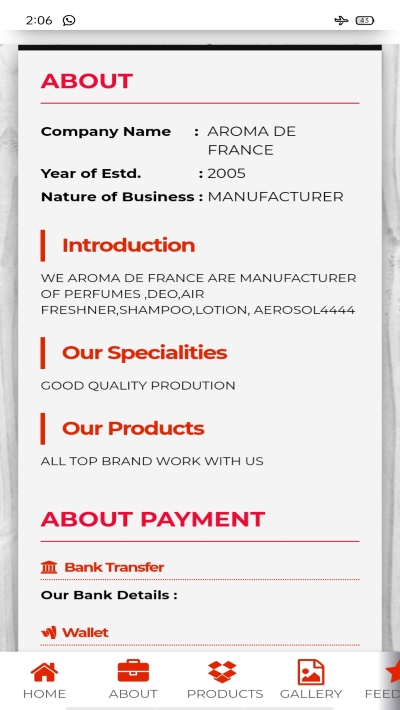 2:06
43
ABOUT
Company Name : AROMA DE
FRANCE
Year of Estd. : 2005
Nature of Business : MANUFACTURER
Introduction
WE AROMA DE FRANCE ARE MANUFACTURER
OF PERFUMES ,DEO,AIR
FRESHNER,SHAMPOO,LOTION, AEROSOL4444
Our Specialities
GOOD QUALITY PRODUTION
Our Products
ALL TOP BRAND WORK WITH US
ABOUT PAYMENT
Bank Transfer
Our Bank Details :
Wallet
HOME ABOUT PRODUCTS GALLERY FEED